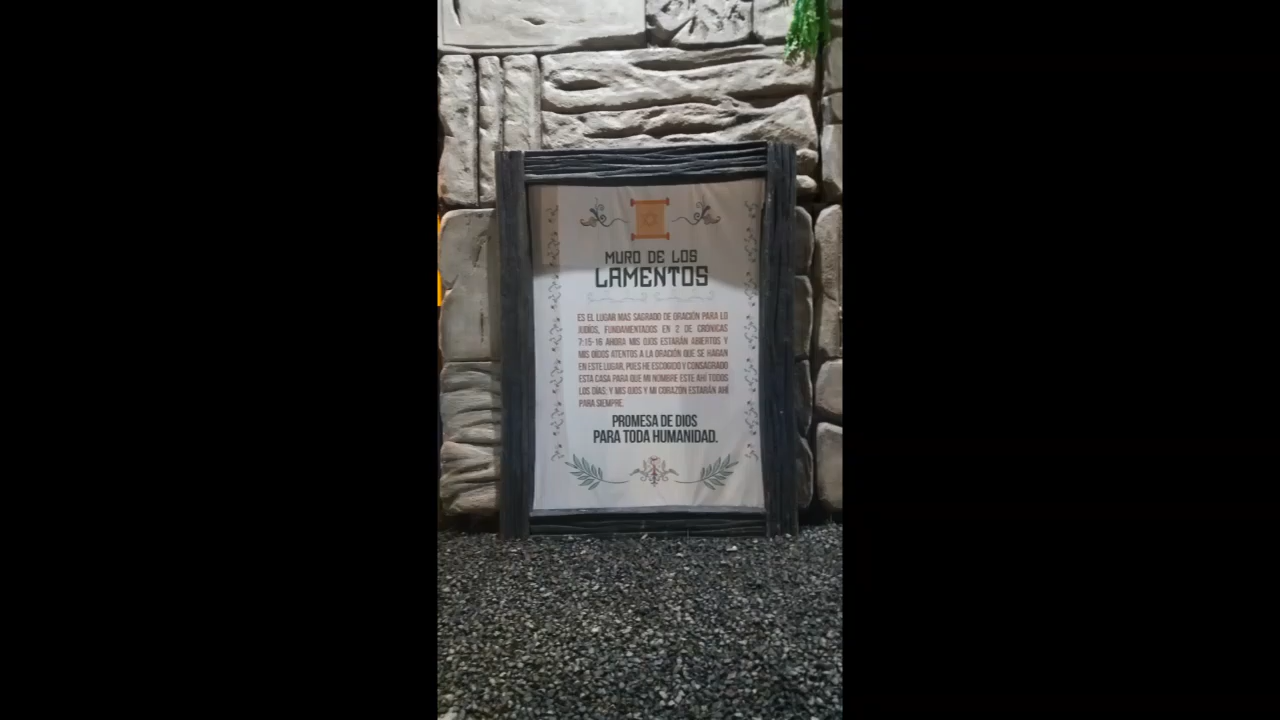 MURO DE LOS
LAMENTOS
ES EL LUGAR MAS SAGRADO DE ORACIÓN PARA LO
JUDÍOS, FUNDAMENTADOS EN 2 DE CRÓNICAS
7:15-16 AHORA MIS OJOS ESTARÁN ABIERTOS Y
MIS OÍDOS ATENTOS A LA ORACIÓN QUE SE HAGAN
EN ESTE LUGAR, PUES HE ESCOGIDO Y CONSAGRADO
ESTA CASA PARA QUE MI NOMBRE ESTE AHÍ TODOS
LOS DÍAS; Y MIS OJOS Y MI CORAZÓN ESTARÁN AHÍ
PARA SIEMPRE.
PROMESA DE DIOS
PARA TODA HUMANIDAD.